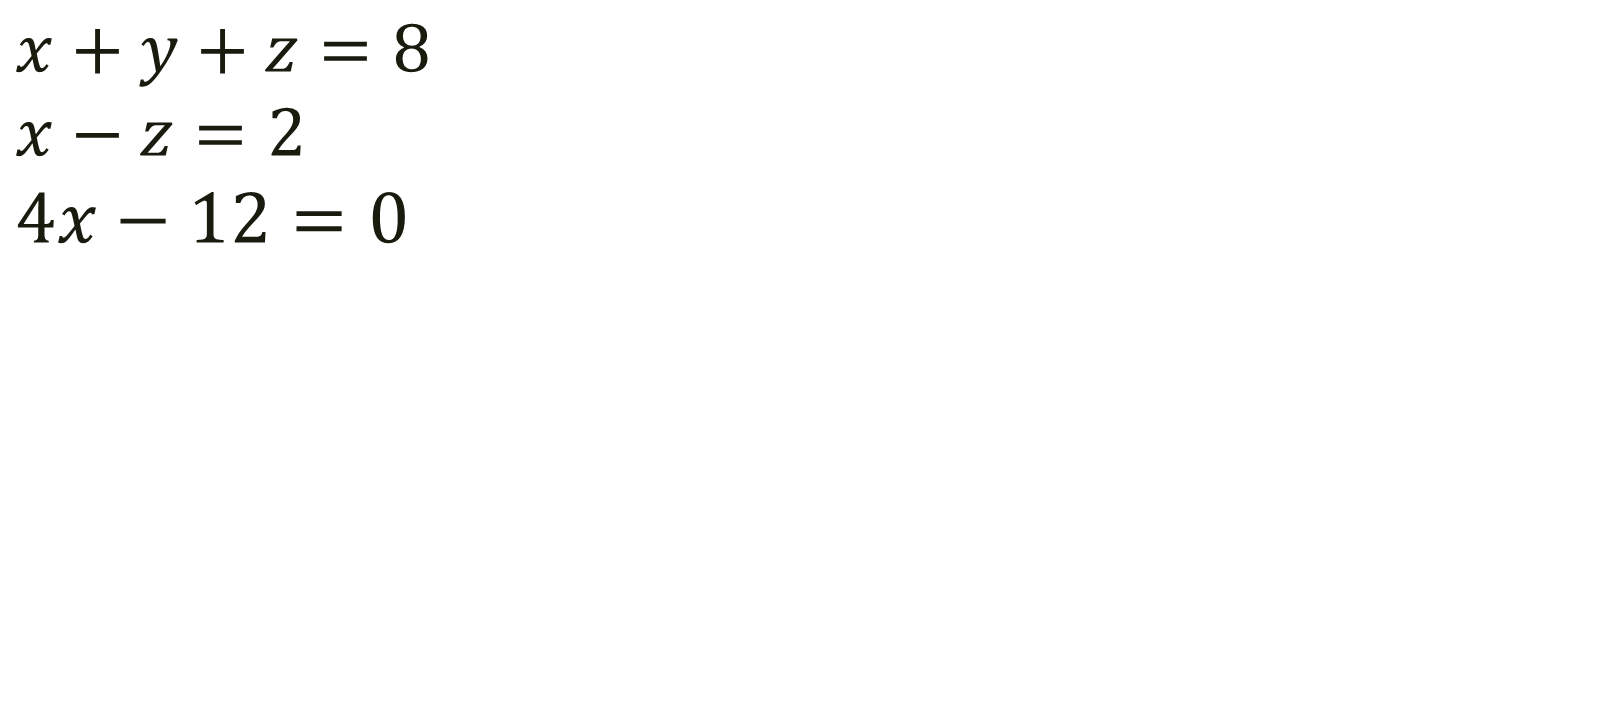 x + y + z = 8
x − z = 2
4x − 12 = 0